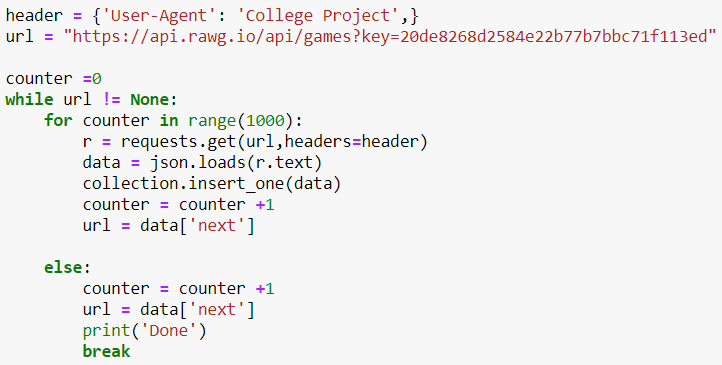 header = {'User-Agent': 'College Project',}
url = "https://api.rawg.io/api/games?key=20de8268d2584e22b77b7bbc71f113ed"
counter =0
while url != None:
for counter in range(1000):
r = requests.get(url,headers=header)
data = json.loads(r.text)
collection.insert_one(data)
counter = counter +1
url = data['next']
else:
counter = counter +1
url = data['next']
print('Done')
break